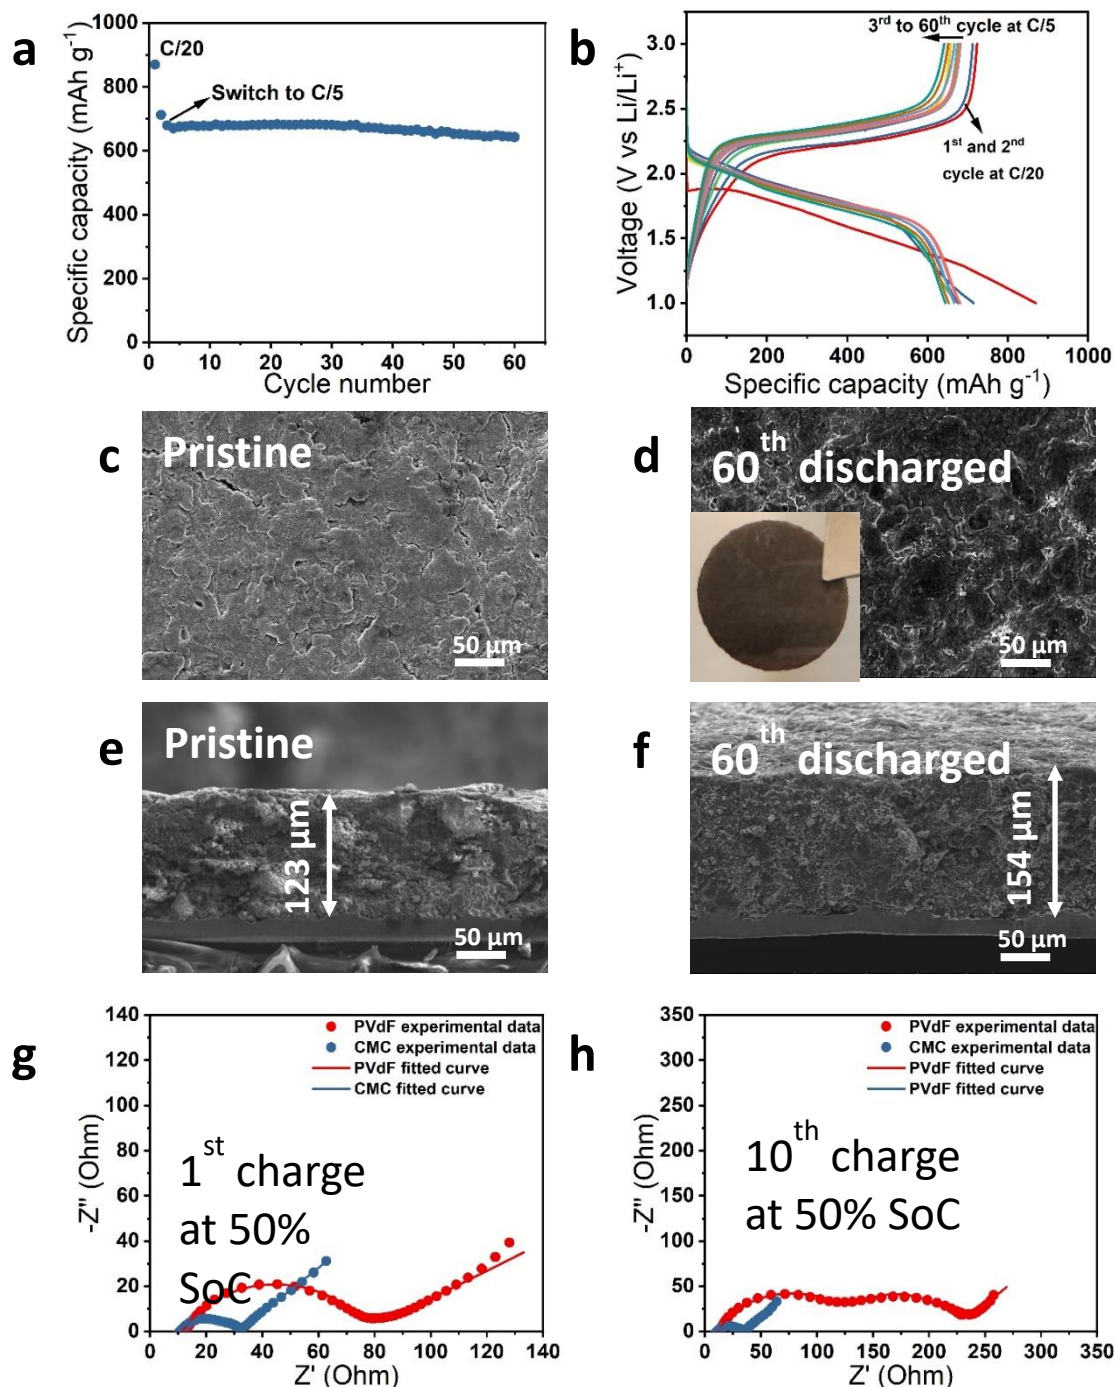 a
1000
800
600
400
200
0
C/20
Switch to C/5
0
10
20
30
40
50
60
Specific capacity (mAh g⁻¹)
Cycle number
b
3.0
2.5
2.0
1.5
1.0
3rd to 60th cycle at C/5
1st and 2nd
cycle at C/20
0
200
400
600
800
1000
Voltage (V vs Li/Li⁺)
Specific capacity (mAh g⁻¹)
c
Pristine
50 µm
d
60th discharged
50 µm
e
Pristine
123 µm
50 µm
f
60th discharged
154 µm
50 µm
g
140
120
100
80
60
40
20
0
PVdF experimental data
CMC experimental data
PVdF fitted curve
CMC fitted curve
1st charge
at 50%
SoC
0
20
40
60
80
100
120
140
-Z" (Ohm)
Z' (Ohm)
h
350
300
250
200
150
100
50
0
PVdF experimental data
CMC experimental data
PVdF fitted curve
PVdF fitted curve
10th charge
at 50% SoC
0
50
100
150
200
250
300
350
-Z" (Ohm)
Z' (Ohm)